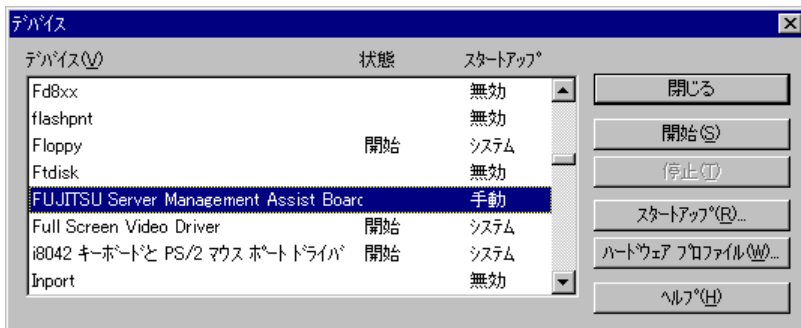 デバイス
デバイス(V) 状態 スタートアップ
Fd8xx 無効
flashpnt 無効
Floppy 開始 システム
Ftdisk 無効
FUJITSU Server Management Assist Board 手動
Full Screen Video Driver 開始 システム
i8042 キーボードと PS/2 マウス ポート ドライバ 開始 システム
Inport 無効
閉じる
開始(S)
停止(T)
スタートアップ(R)...
ハードウェア プロファイル(W)...
ヘルプ(H)